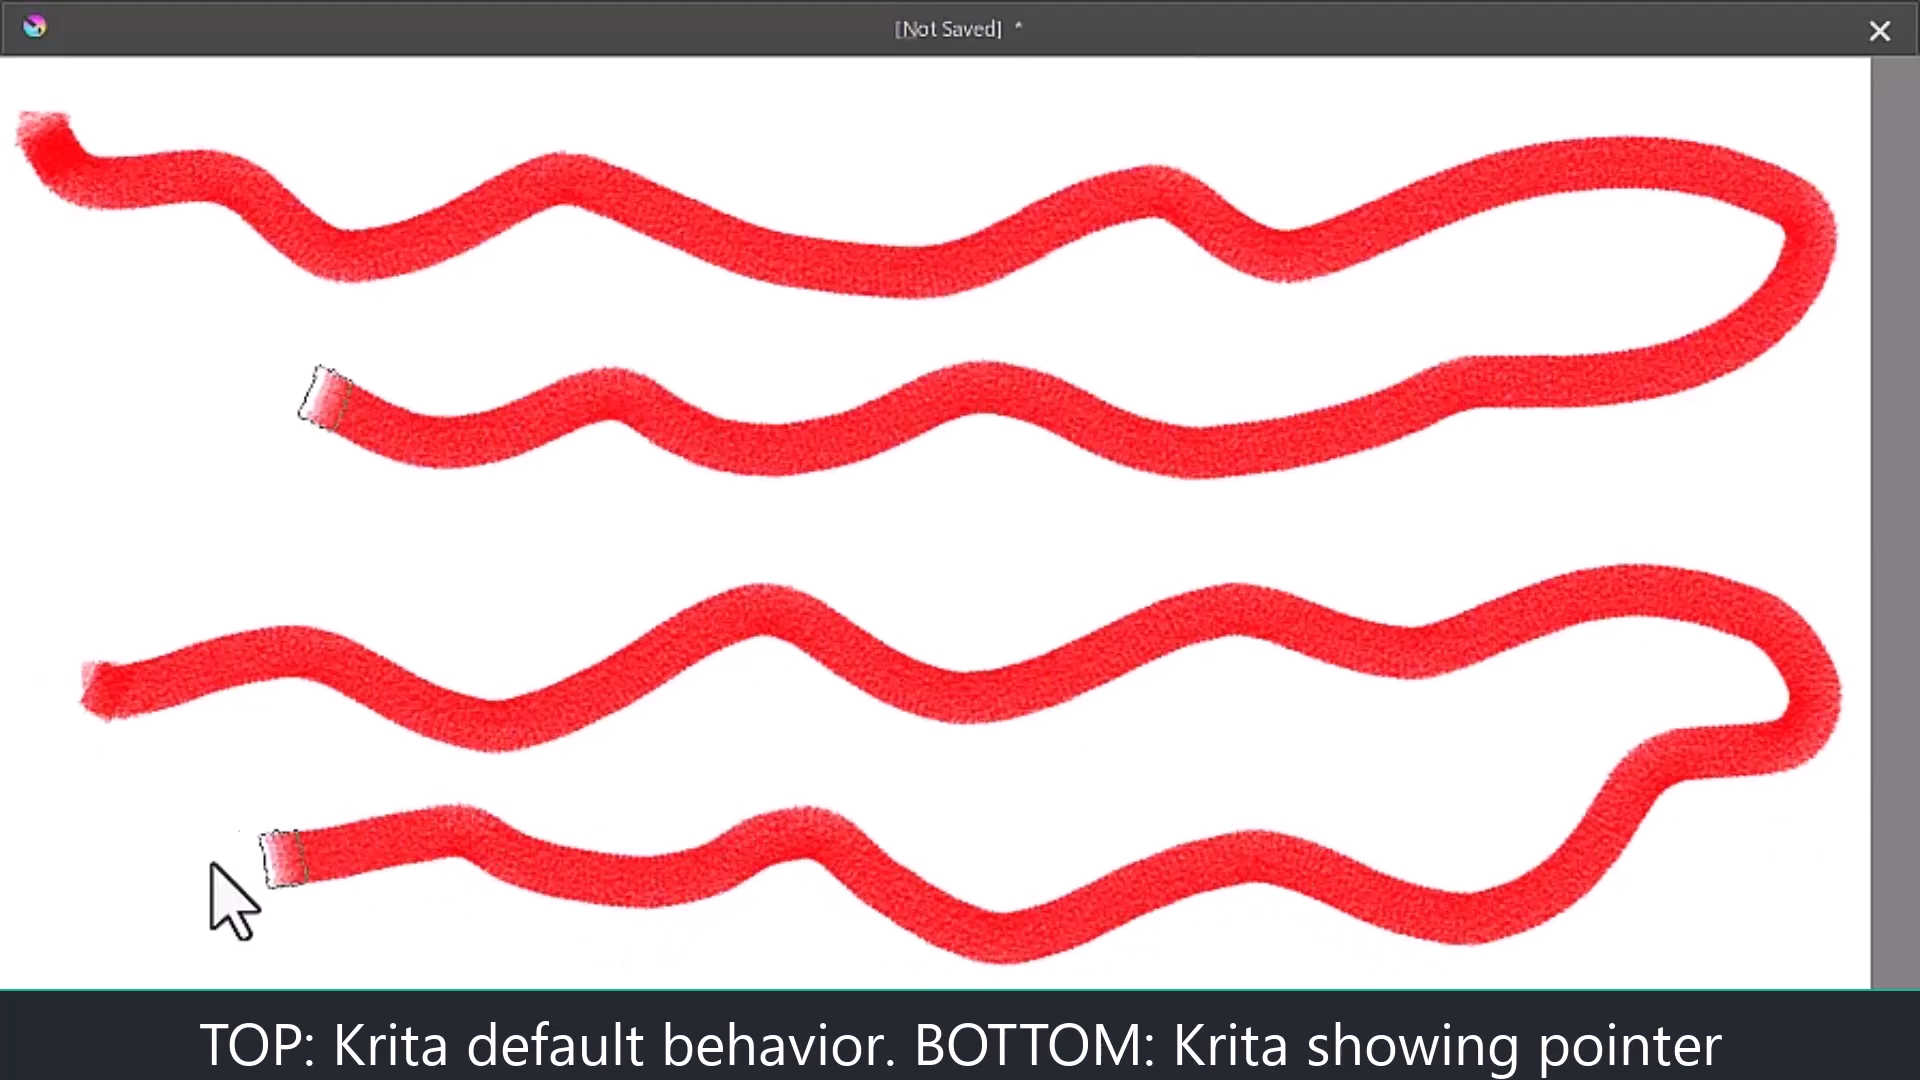 [Not Saved] *
TOP: Krita default behavior. BOTTOM: Krita showing pointer